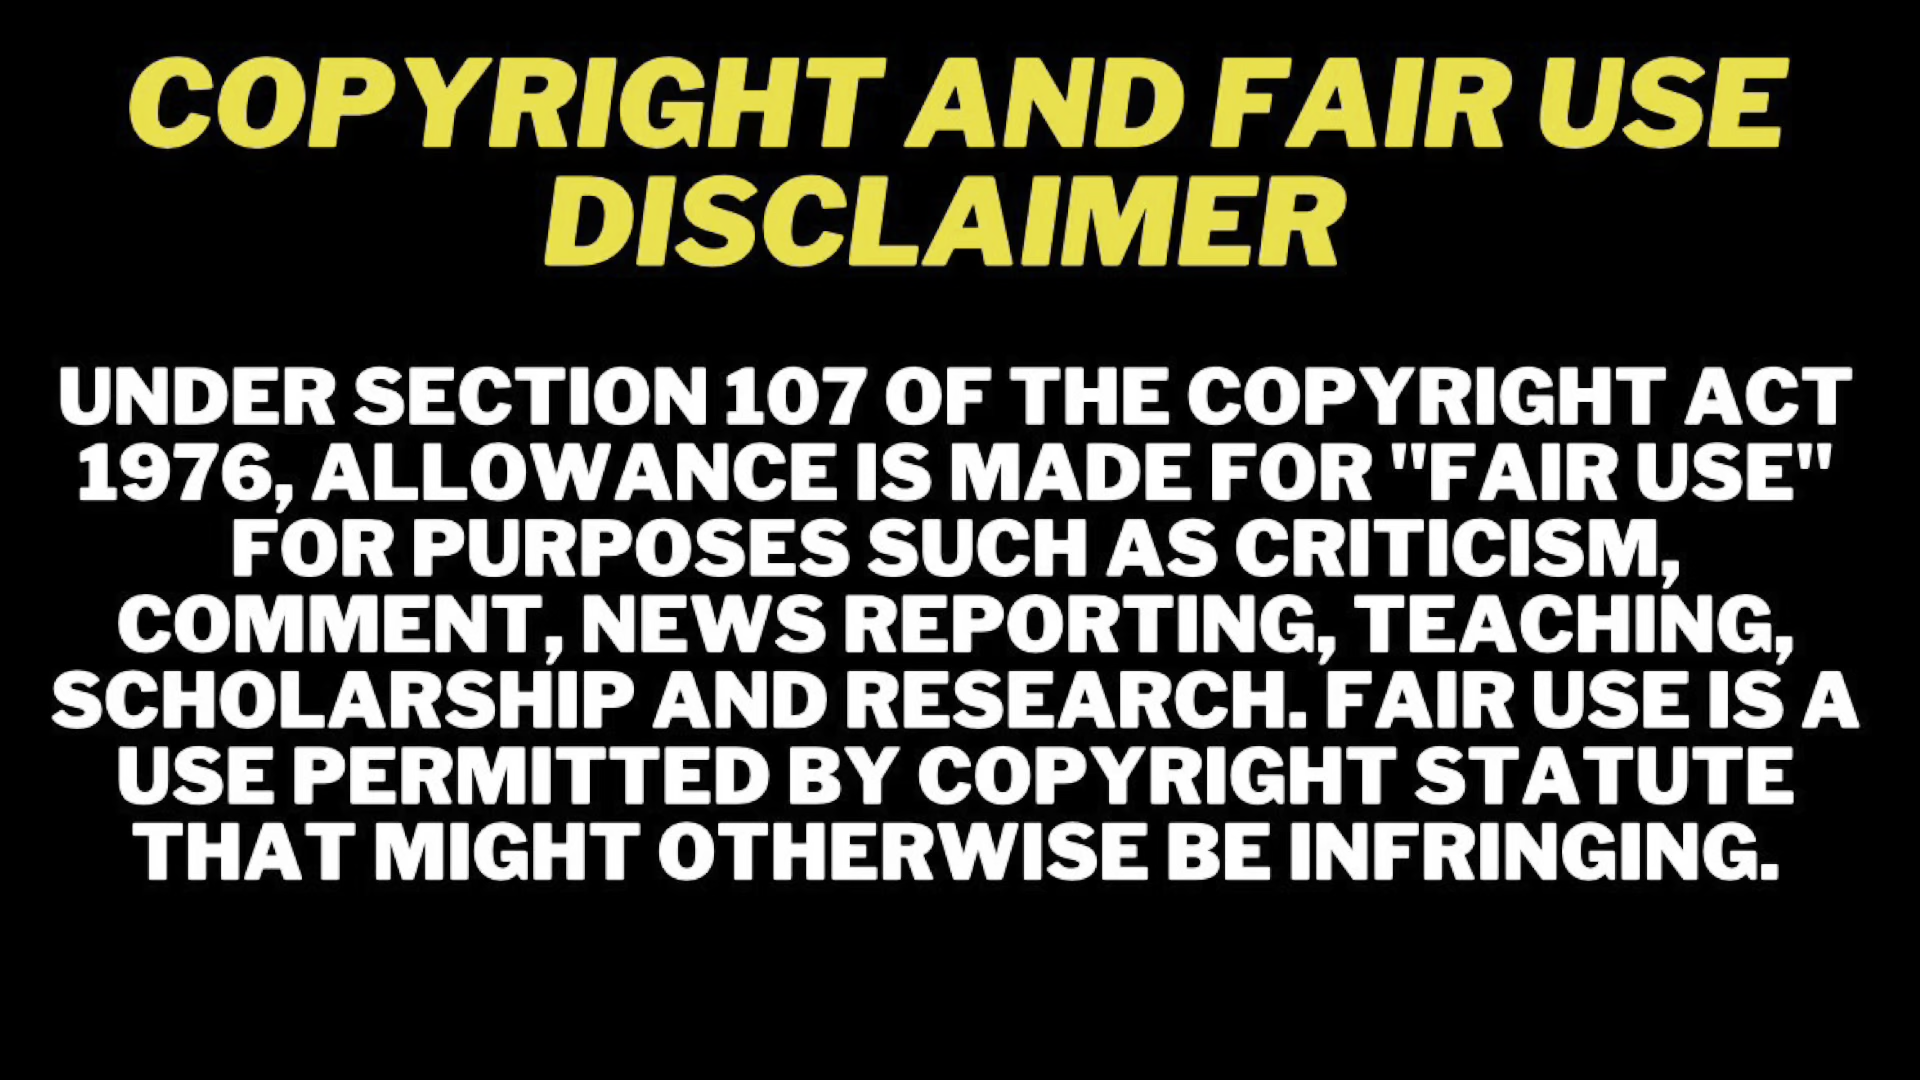 COPYRIGHT AND FAIR USE
DISCLAIMER
UNDER SECTION 107 OF THE COPYRIGHT ACT
1976, ALLOWANCE IS MADE FOR "FAIR USE"
FOR PURPOSES SUCH AS CRITICISM,
COMMENT, NEWS REPORTING, TEACHING,
SCHOLARSHIP AND RESEARCH. FAIR USE IS A
USE PERMITTED BY COPYRIGHT STATUTE
THAT MIGHT OTHERWISE BE INFRINGING.